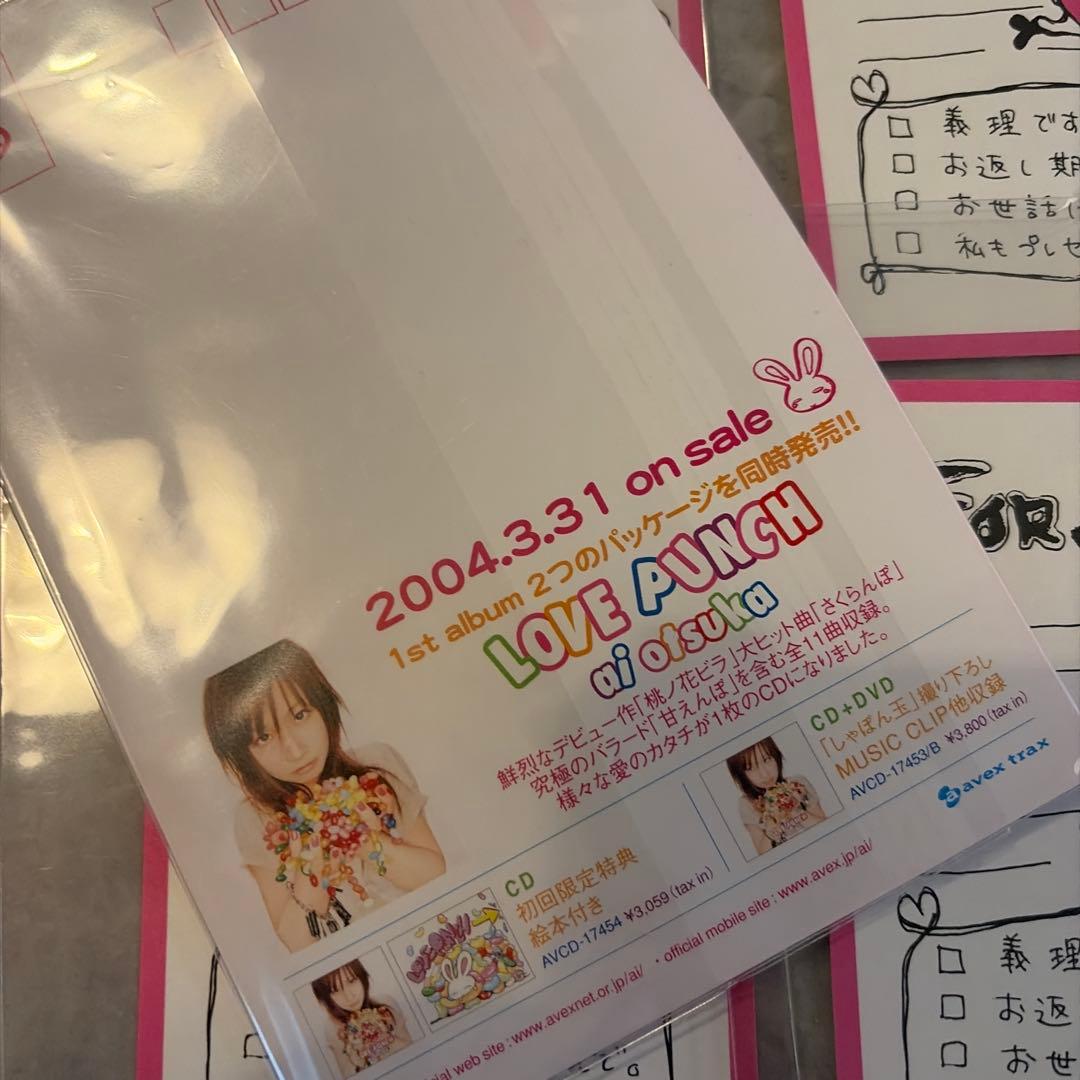 2004.3.31 on sale
1st album 2つのパッケージを同時発売!!
LOVE PUNCH
ai otsuka
鮮烈なデビュー作「桃ノ花ビラ」大ヒット曲「さくらんぼ」
究極のバラード「甘えんぼ」を含む全11曲収録。
様々な愛のカタチが1枚のCDになりました。
CD+DVD
「しゃぼん玉」撮り下ろし
MUSIC CLIP他収録
AVCD-17453/B ¥3,800(tax in)
avex trax
CD
初回限定特典
絵本付き
AVCD-17454 ¥3,059(tax in)
web site:www.avexnet.or.jp/ai/ ・official mobile site:www.avex.jp/ai/
義理です
お返し期
お世話に
私もプレゼ
FOR
義理
お返
お世